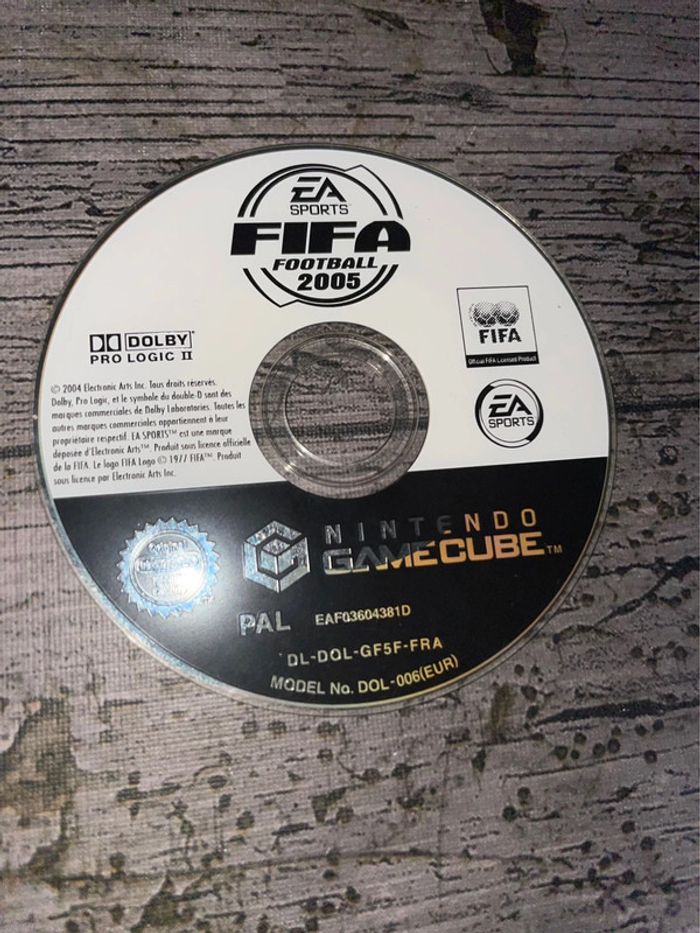 EA
SPORTS™
FIFA
FOOTBALL
2005
DOLBY
PRO LOGIC II
FIFA
Official FIFA Licensed Product
EA
SPORTS™
© 2004 Electronic Arts Inc. Tous droits réservés.
Dolby, Pro Logic, et le symbole du double-D sont des
marques commerciales de Dolby Laboratories. Toutes les
autres marques commerciales appartiennent à leur
propriétaire respectif. EA SPORTS™ est une marque
déposée d'Electronic Arts™. Produit sous licence officielle
de la FIFA. Le logo FIFA Logo © 1977 FIFA™. Produit
sous licence par Electronic Arts Inc.
NINTENDO
GAMECUBE™
PAL
EAF03604381D
DL-DOL-GF5F-FRA
MODEL No. DOL-006(EUR)